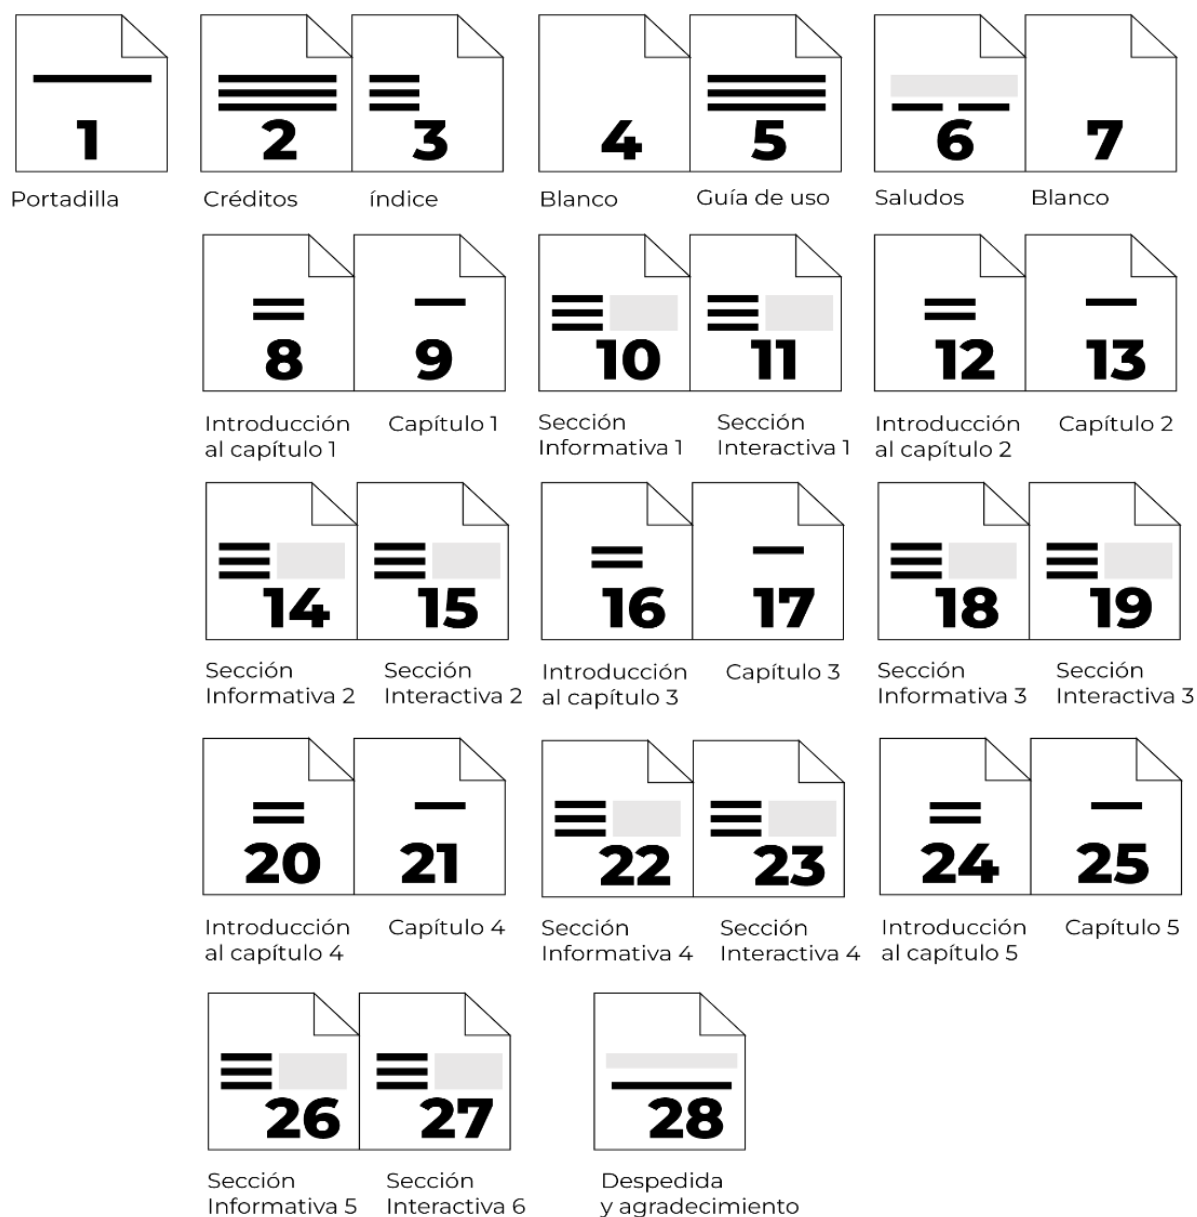 1
2
3
4
5
6
7
Portadilla
Créditos
índice
Blanco
Guía de uso
Saludos
Blanco
8
9
10
11
12
13
Introducción
al capítulo 1
Capítulo 1
Sección
Informativa 1
Sección
Interactiva 1
Introducción
al capítulo 2
Capítulo 2
14
15
16
17
18
19
Sección
Informativa 2
Sección
Interactiva 2
Introducción
al capítulo 3
Capítulo 3
Sección
Informativa 3
Sección
Interactiva 3
20
21
22
23
24
25
Introducción
al capítulo 4
Capítulo 4
Sección
Informativa 4
Sección
Interactiva 4
Introducción
al capítulo 5
Capítulo 5
26
27
28
Sección
Informativa 5
Sección
Interactiva 6
Despedida
y agradecimiento